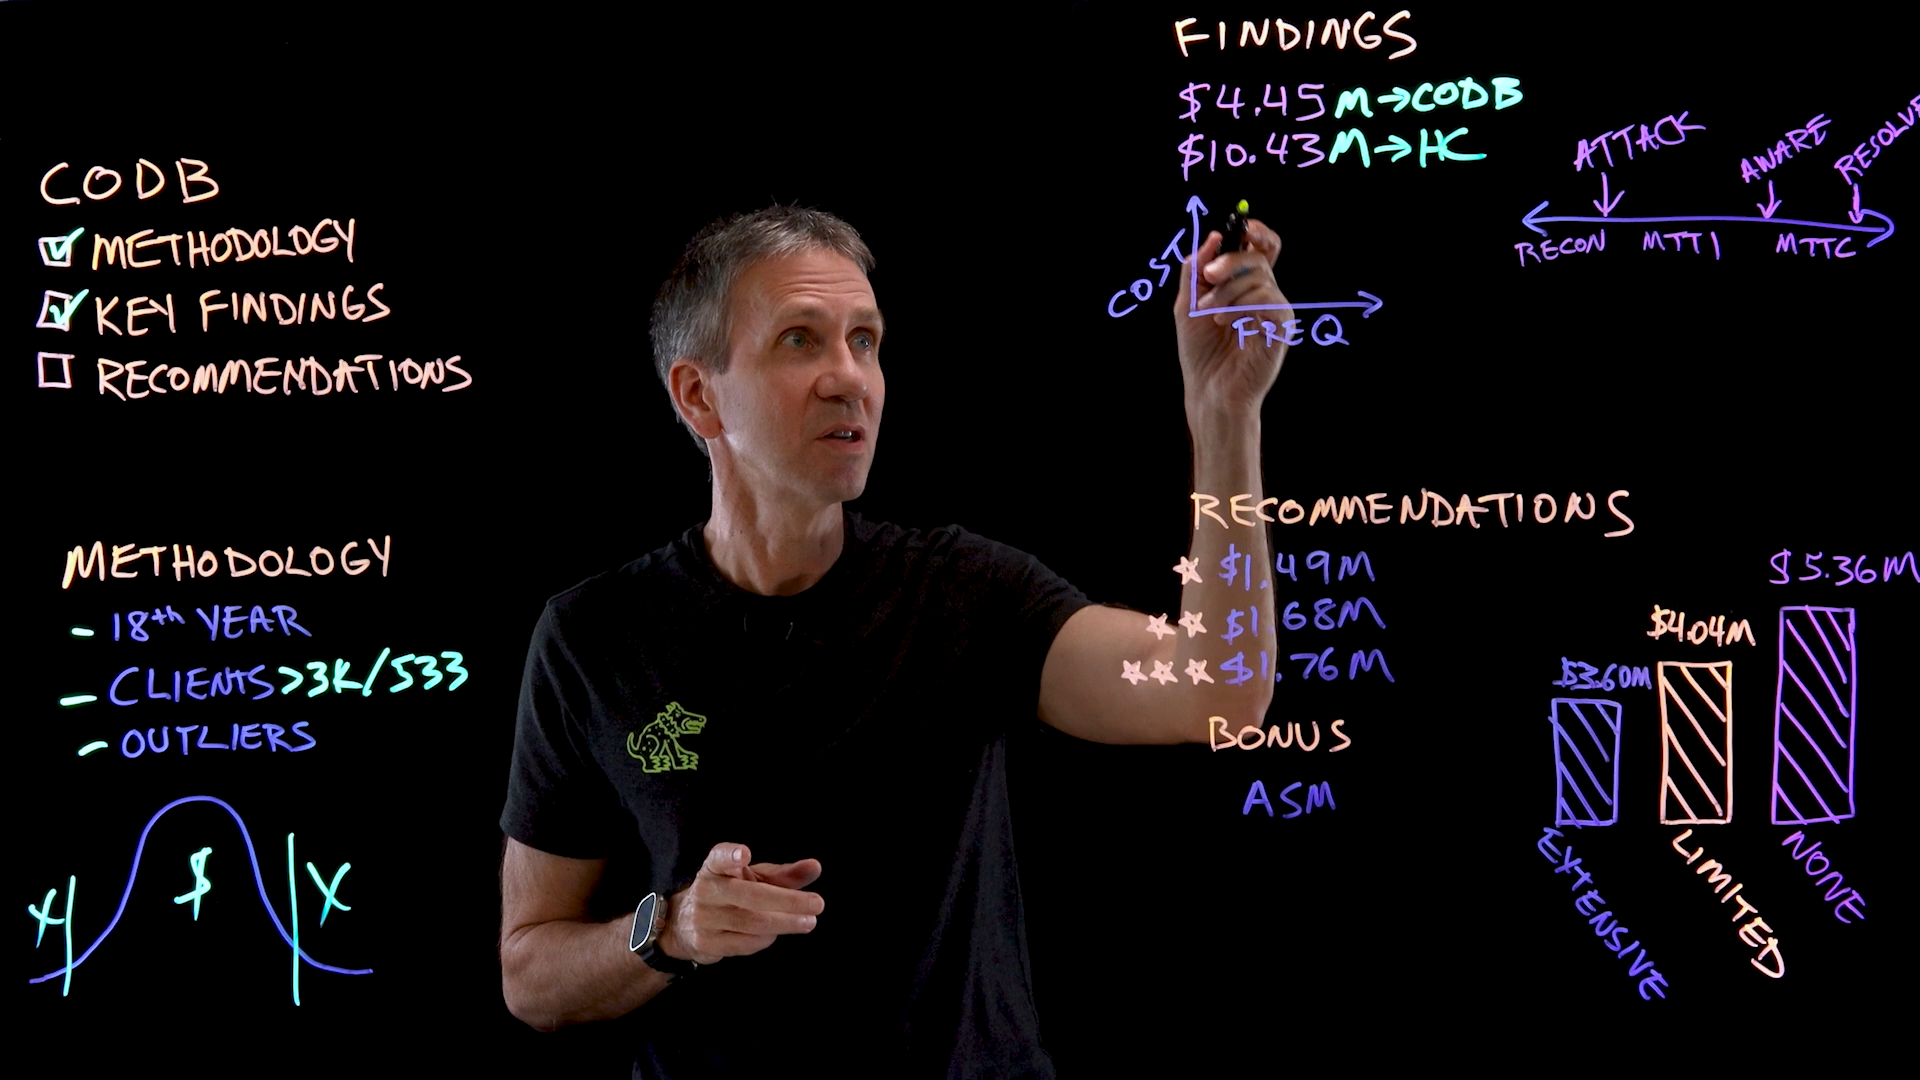 CODB
METHODOLOGY
KEY FINDINGS
RECOMMENDATIONS
METHODOLOGY
- 18th YEAR
- CLIENTS >3K/533
- OUTLIERS
X $ X
FINDINGS
$4.45M→CODB
$10.43M→HC
COST
FREQ
ATTACK
AWARE
RESOLVE
RECON MTTI MTTC
RECOMMENDATIONS
$1.49M
$1.68M
$1.76M
BONUS
ASM
$3.60M
$4.04M
$5.36M
EXTENSIVE
LIMITED
NONE